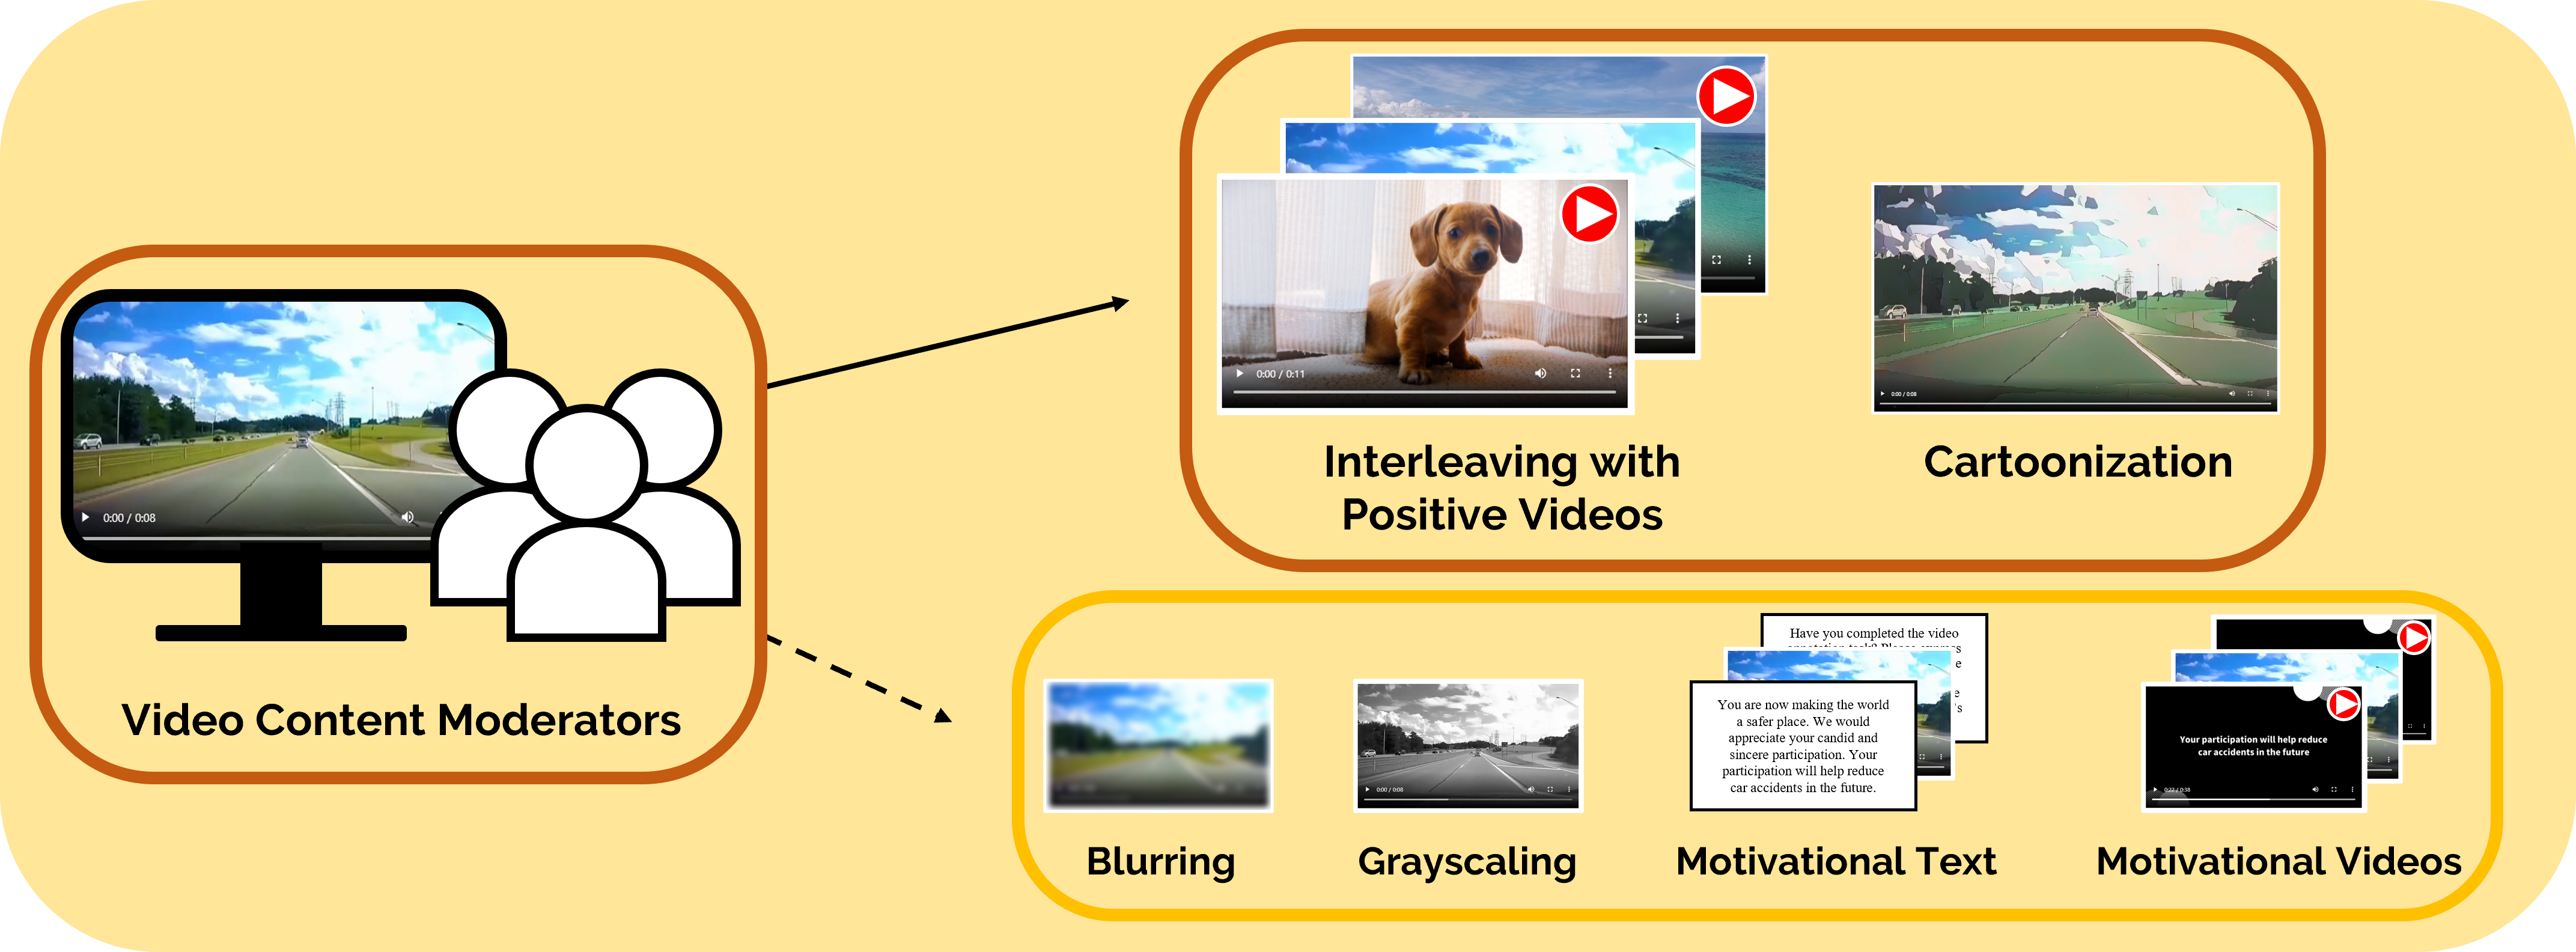 0:00 / 0:08
Video Content Moderators
0:00 / 0:11
Interleaving with
Positive Videos
0:00 / 0:08
Cartoonization
Blurring
0:00 / 0:08
Grayscaling
Have you completed the video
You are now making the world
a safer place. We would
appreciate your candid and
sincere participation. Your
participation will help reduce
car accidents in the future.
Motivational Text
Your participation will help reduce
car accidents in the future
Motivational Videos